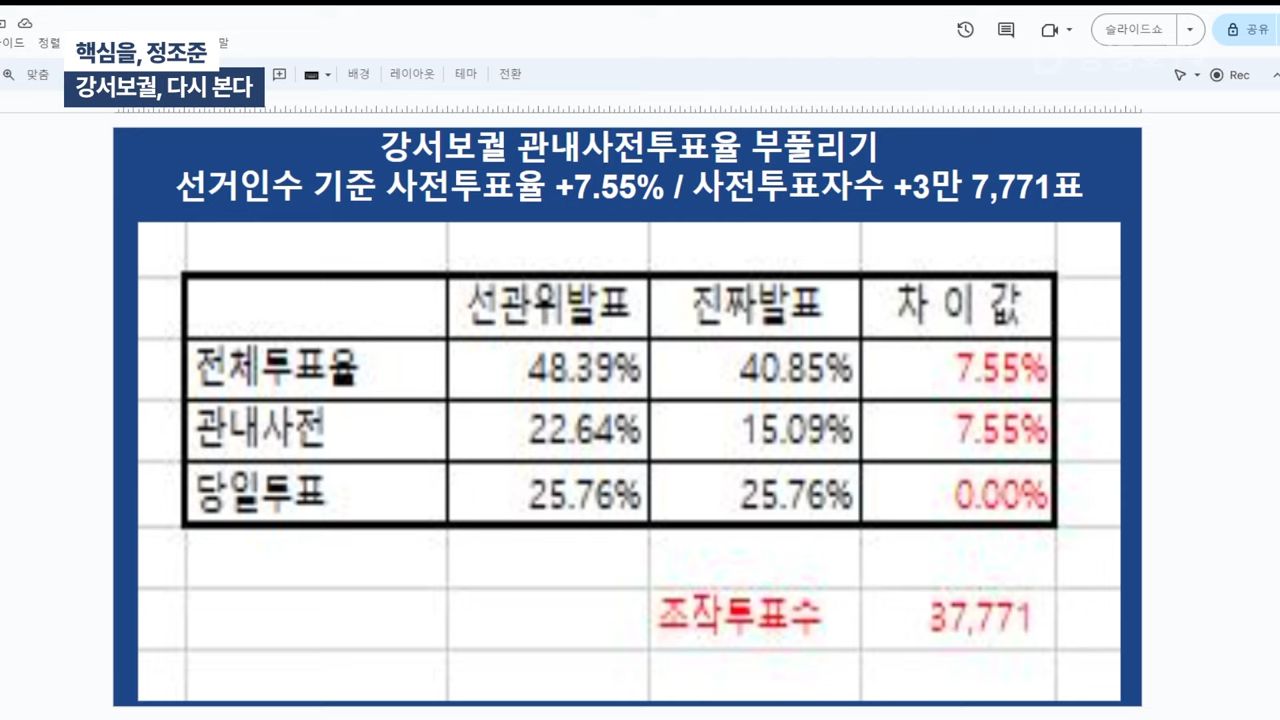 핵심을, 정조준
강서보궐, 다시 본다
이드 정렬
말
슬라이드쇼
공유
맞춤
배경 레이아웃 테마 전환
Rec
강서보궐 관내사전투표율 부풀리기
선거인수 기준 사전투표율 +7.55% / 사전투표자수 +3만 7,771표
선관위발표 진짜발표 차 이 값
전체투표율 48.39% 40.85% 7.55%
관내사전 22.64% 15.09% 7.55%
당일투표 25.76% 25.76% 0.00%
조작투표수 37,771